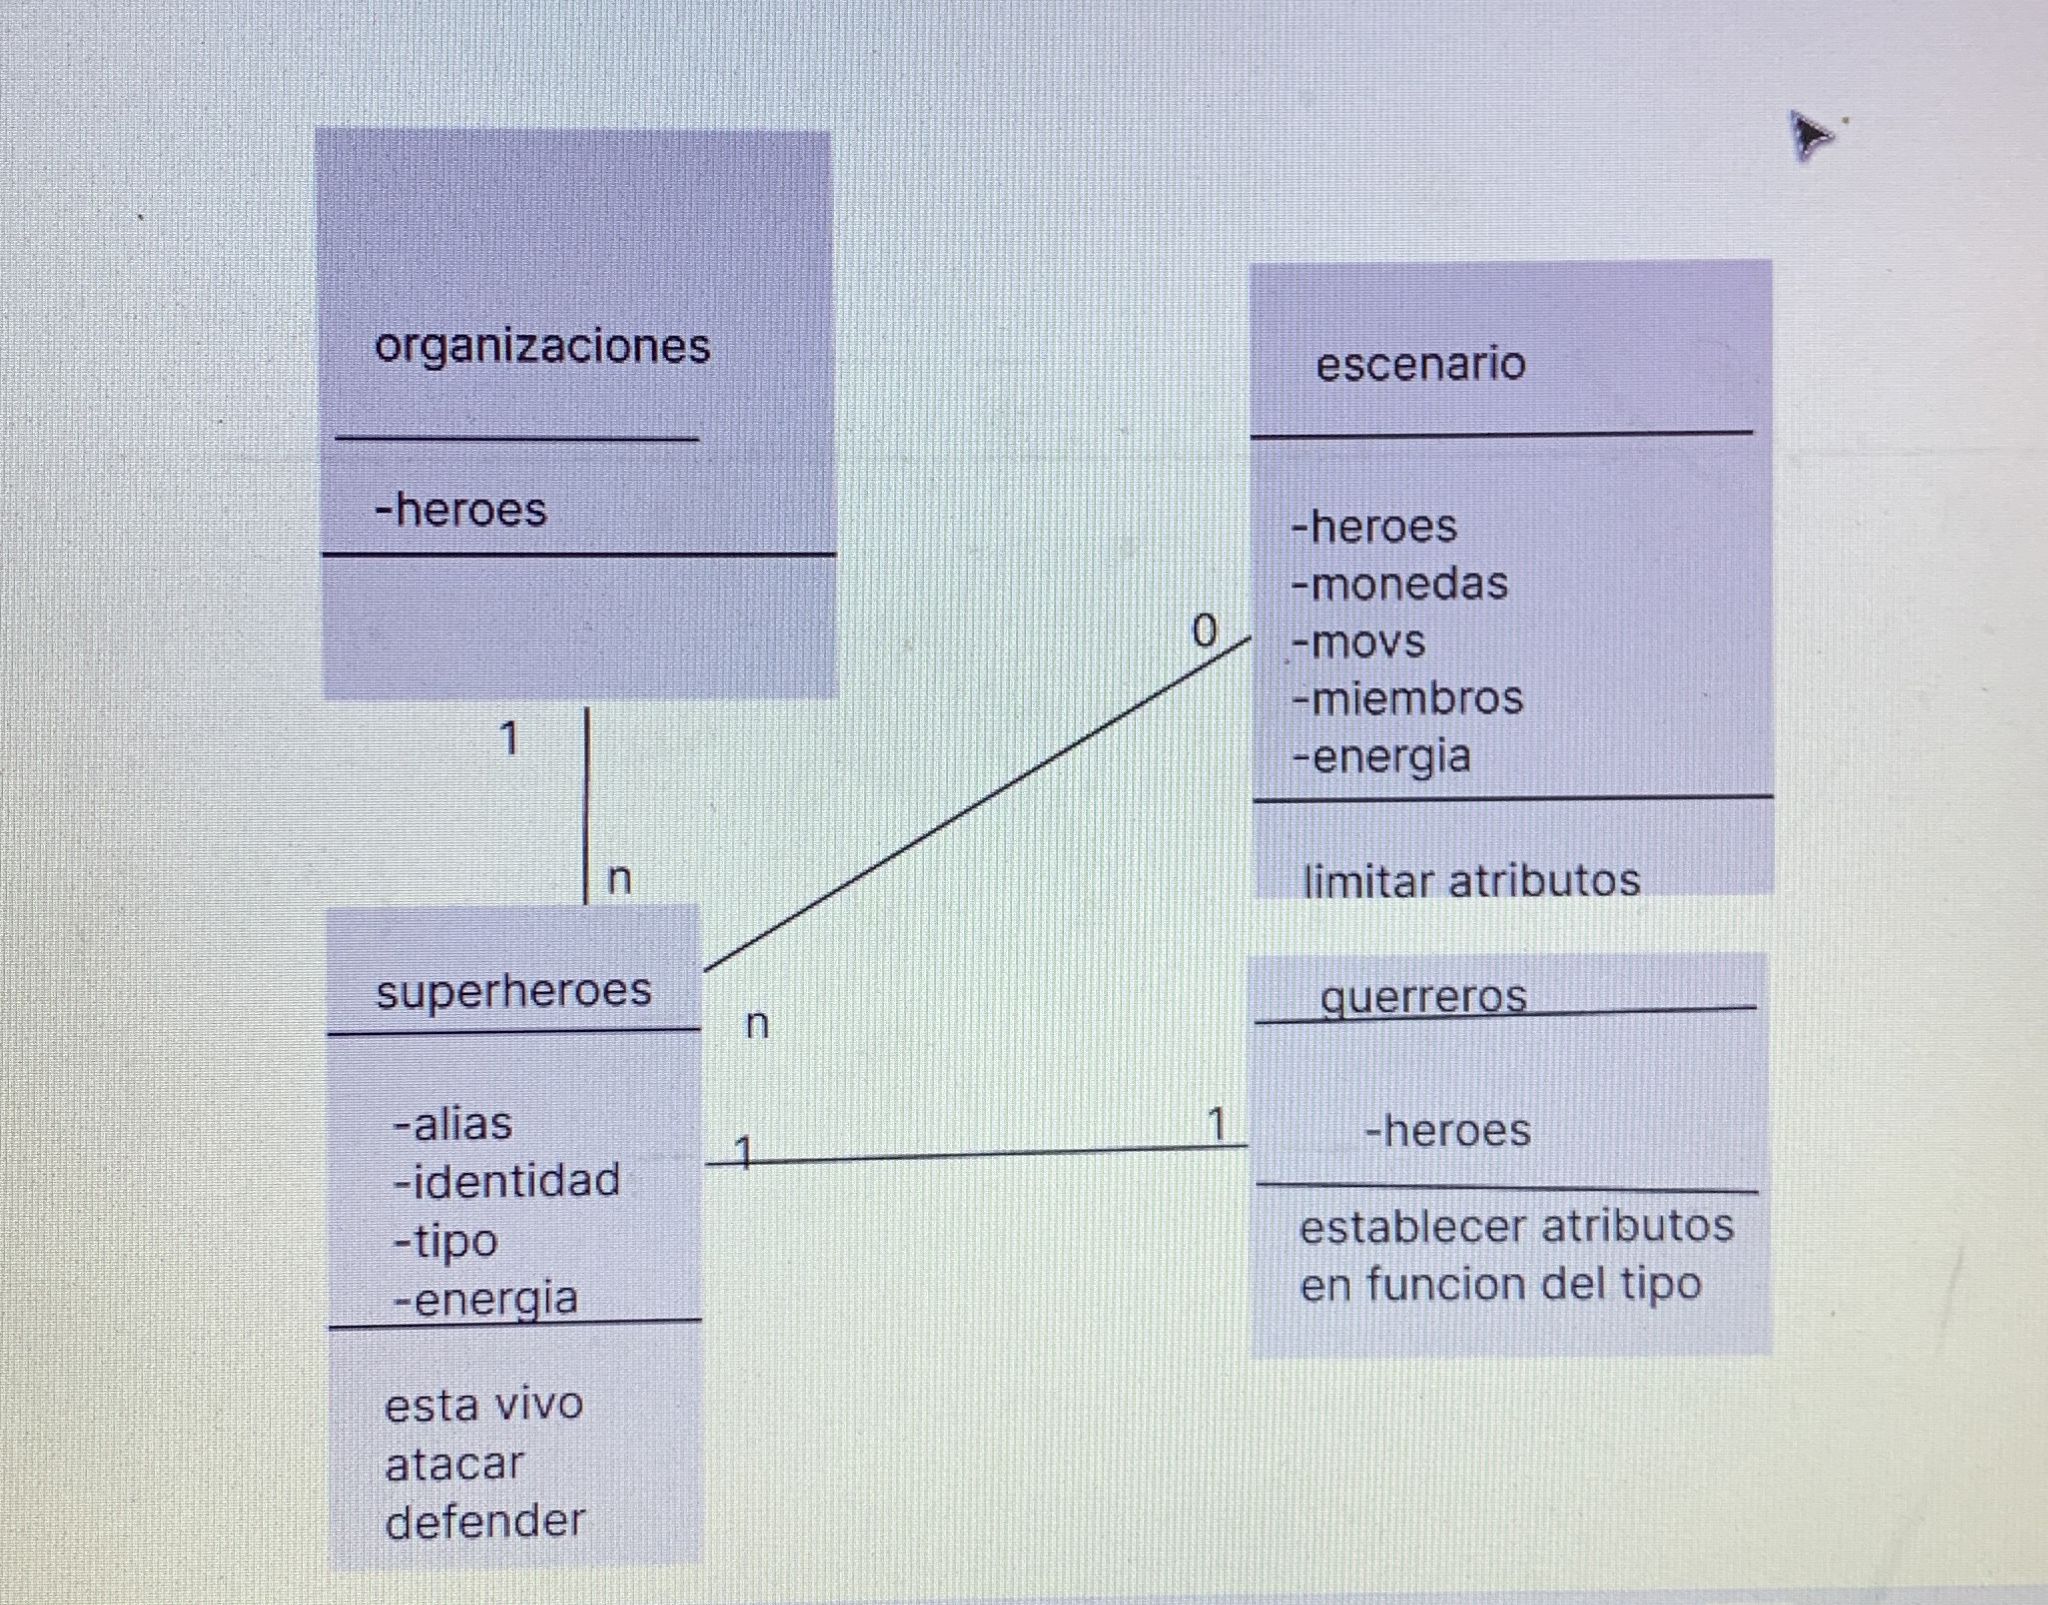 organizaciones
-heroes
1
n
superheroes
-alias
-identidad
-tipo
-energia
esta vivo
atacar
defender
0
n
1
1
escenario
-heroes
-monedas
-movs
-miembros
-energia
limitar atributos
guerreros
-heroes
establecer atributos
en funcion del tipo